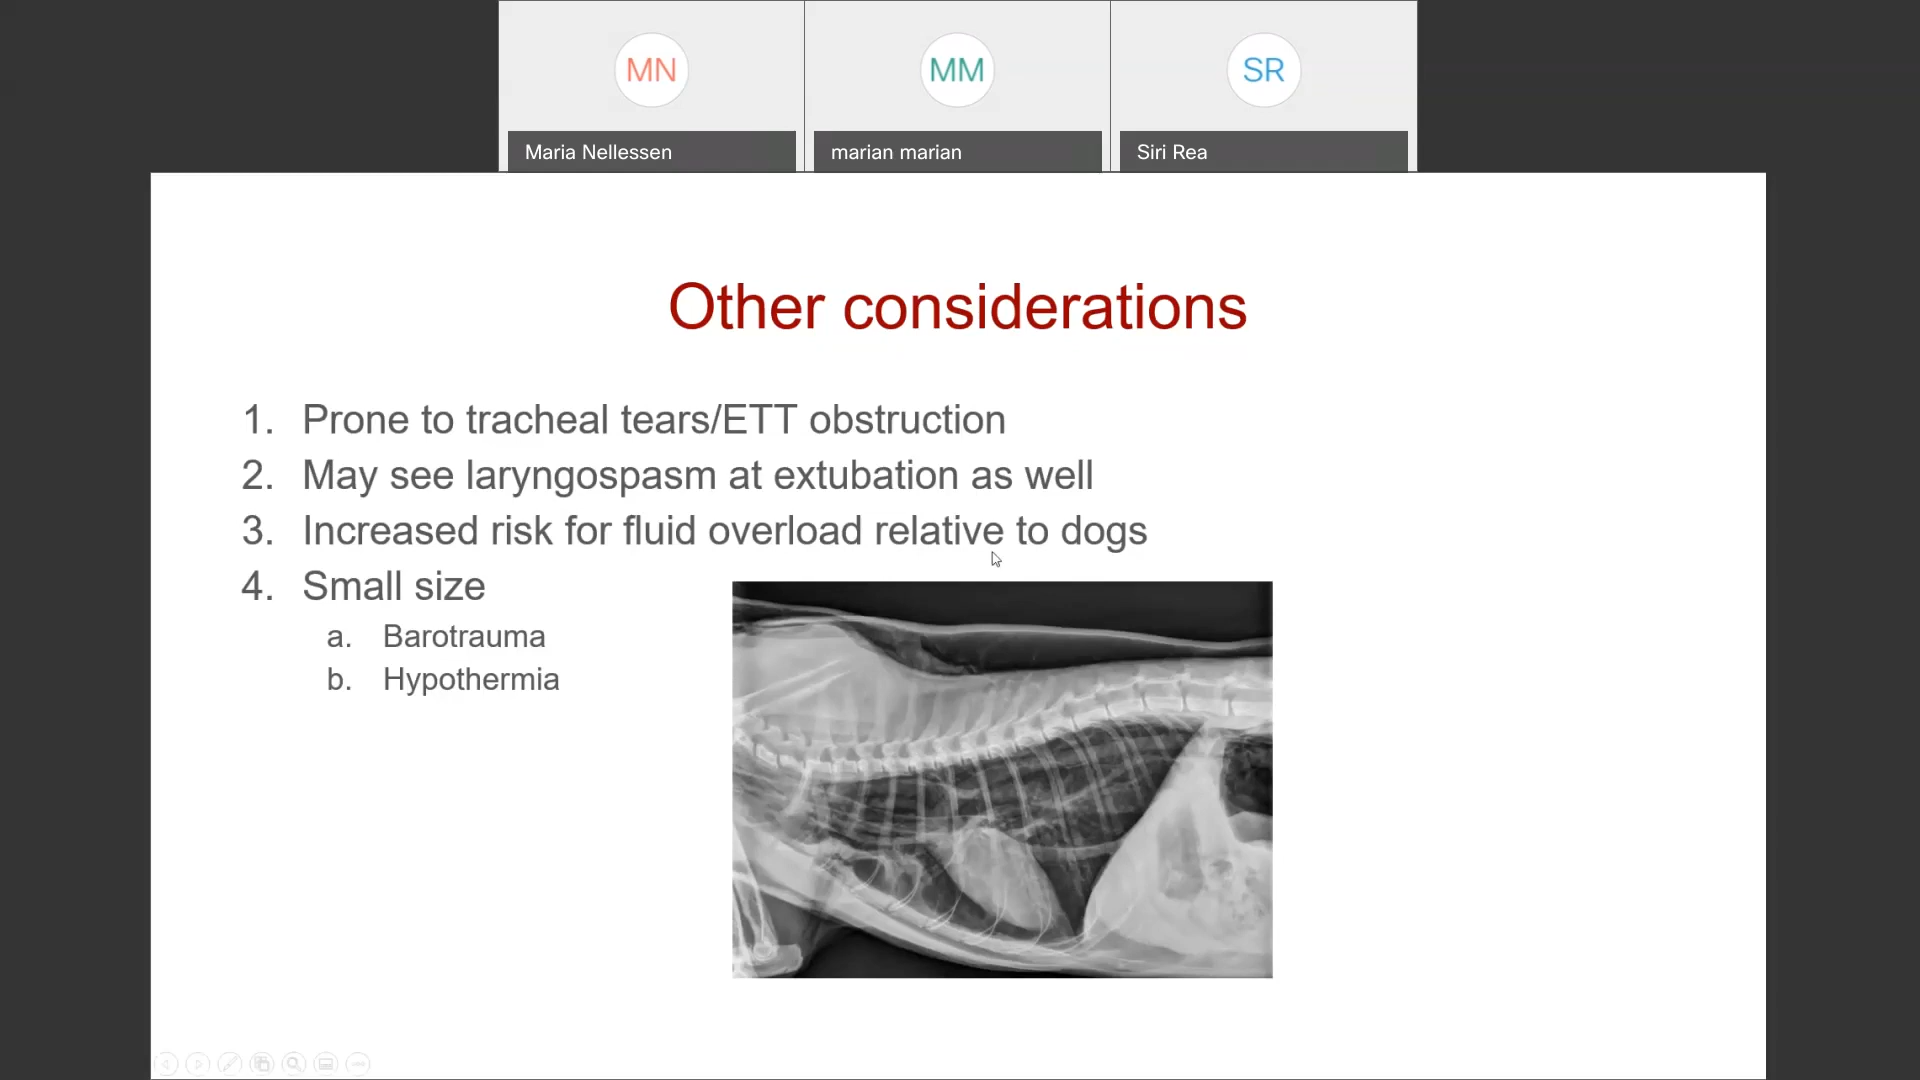 MN
MM
SR
Maria Nellessen
marian marian
Siri Rea
Other considerations
1. Prone to tracheal tears/ETT obstruction
2. May see laryngospasm at extubation as well
3. Increased risk for fluid overload relative to dogs
4. Small size
a. Barotrauma
b. Hypothermia